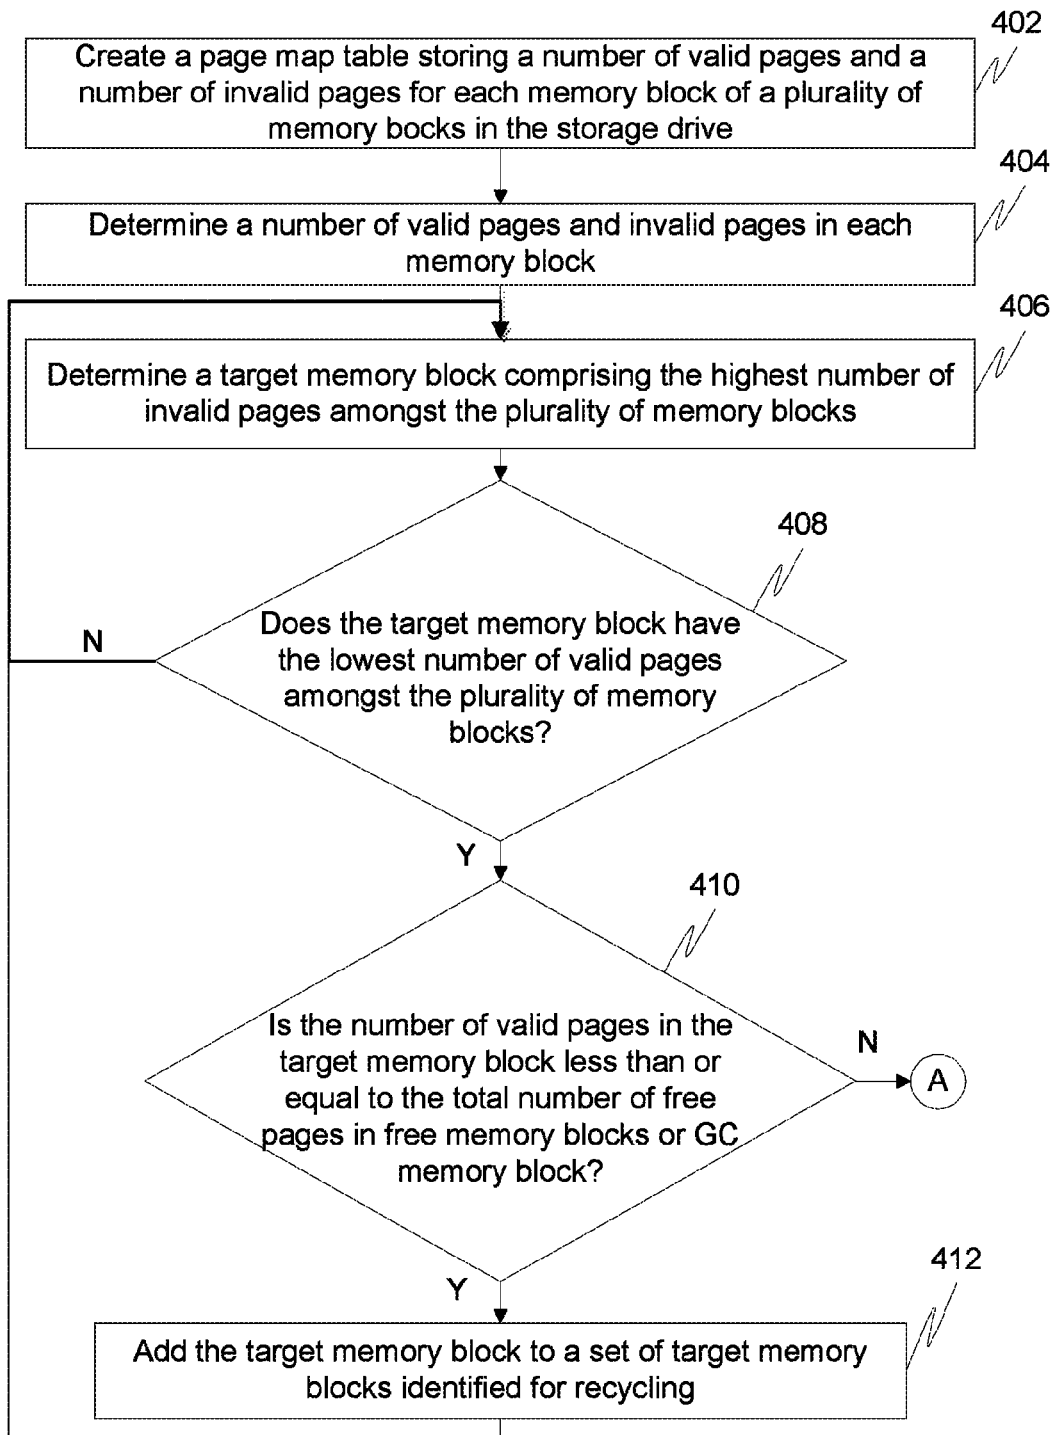 402
Create a page map table storing a number of valid pages and a
number of invalid pages for each memory block of a plurality of
memory bocks in the storage drive
404
Determine a number of valid pages and invalid pages in each
memory block
406
Determine a target memory block comprising the highest number of
invalid pages amongst the plurality of memory blocks
408
Does the target memory block have
the lowest number of valid pages
amongst the plurality of memory
blocks?
N
Y
410
Is the number of valid pages in the
target memory block less than or
equal to the total number of free
pages in free memory blocks or GC
memory block?
N
A
Y
412
Add the target memory block to a set of target memory
blocks identified for recycling